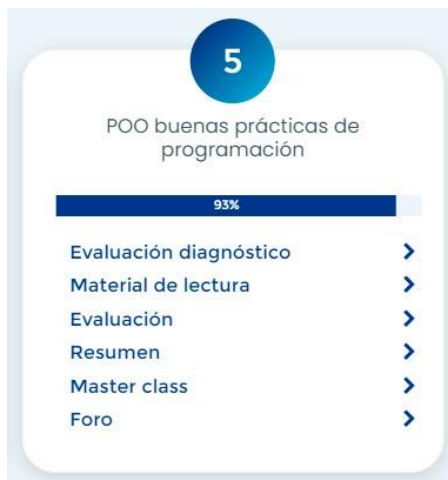 5
POO buenas prácticas de
programación
93%
Evaluación diagnóstico
Material de lectura
Evaluación
Resumen
Master class
Foro